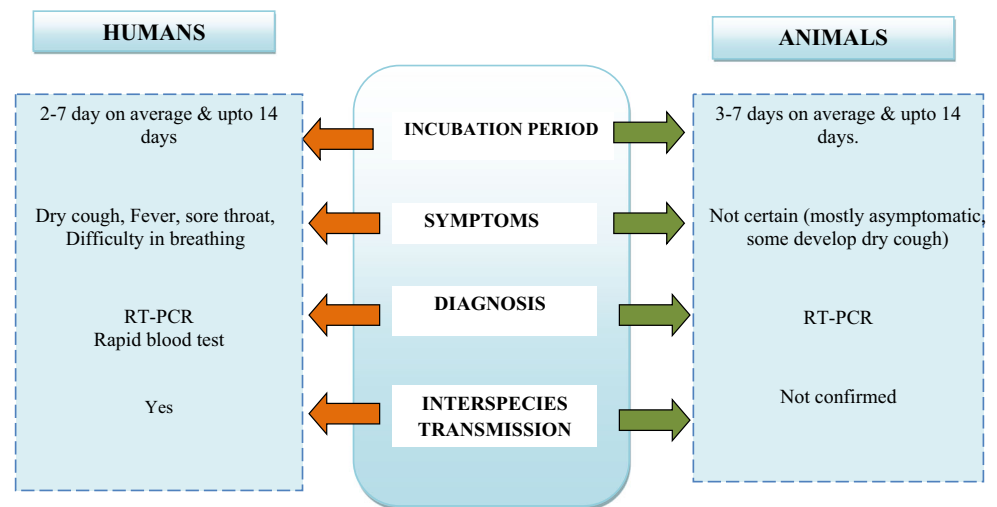 HUMANS
ANIMALS
2-7 day on average & upto 14
days
INCUBATION PERIOD
3-7 days on average & upto 14
days.
Dry cough, Fever, sore throat,
Difficulty in breathing
SYMPTOMS
Not certain (mostly asymptomatic,
some develop dry cough)
RT-PCR
Rapid blood test
DIAGNOSIS
RT-PCR
Yes
INTERSPECIES
TRANSMISSION
Not confirmed